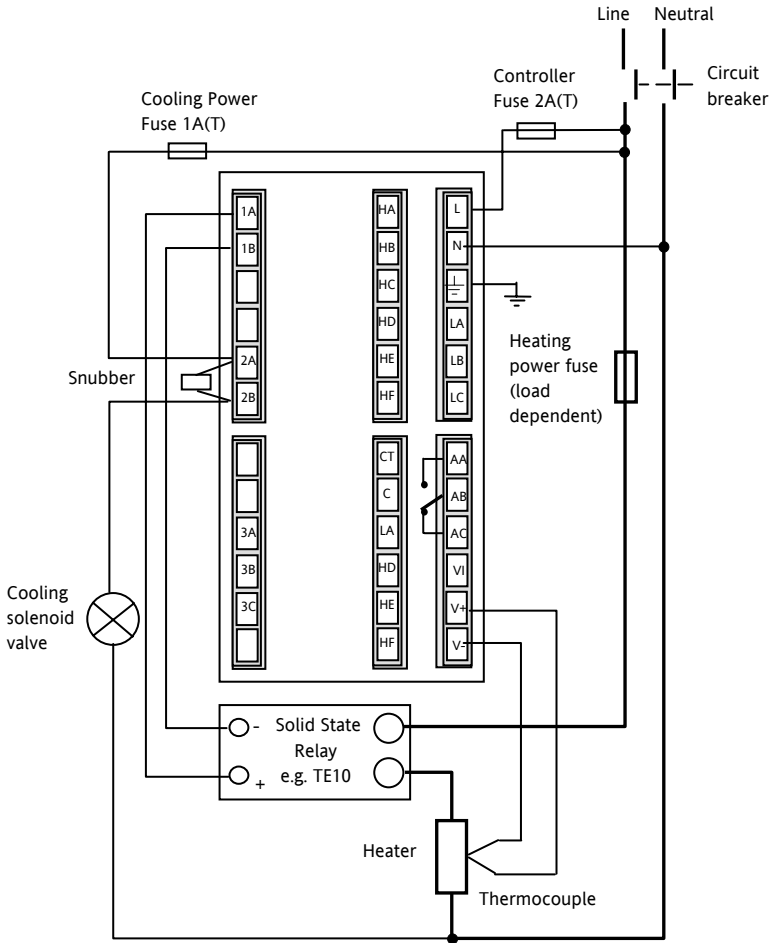 Line Neutral
Circuit
breaker
Controller
Fuse 2A(T)
Cooling Power
Fuse 1A(T)
1A
1B
2A
2B
HA
HB
HC
HD
HE
HF
L
N
LA
LB
LC
Snubber
Heating
power fuse
(load
dependent)
3A
3B
3C
CT
C
LA
HD
HE
HF
AA
AB
AC
VI
V+
V-
Cooling
solenoid
valve
- Solid State
Relay
+ e.g. TE10
Heater
Thermocouple